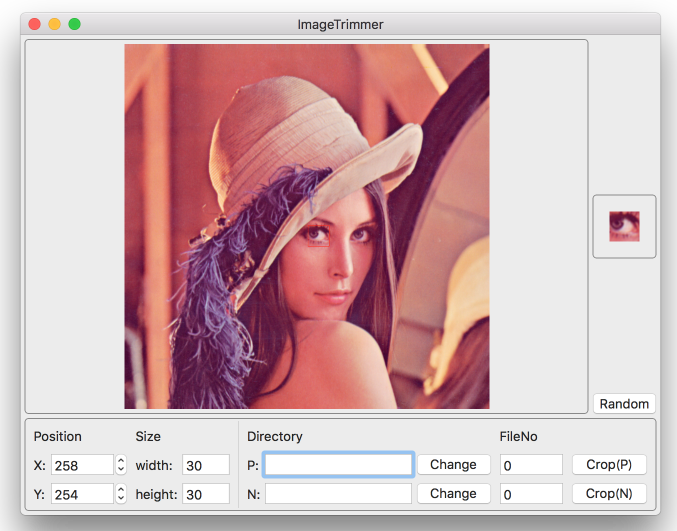 ImageTrimmer
Random
Position Size Directory FileNo
X: 258 width: 30 P: Change 0 Crop(P)
Y: 254 height: 30 N: Change 0 Crop(N)